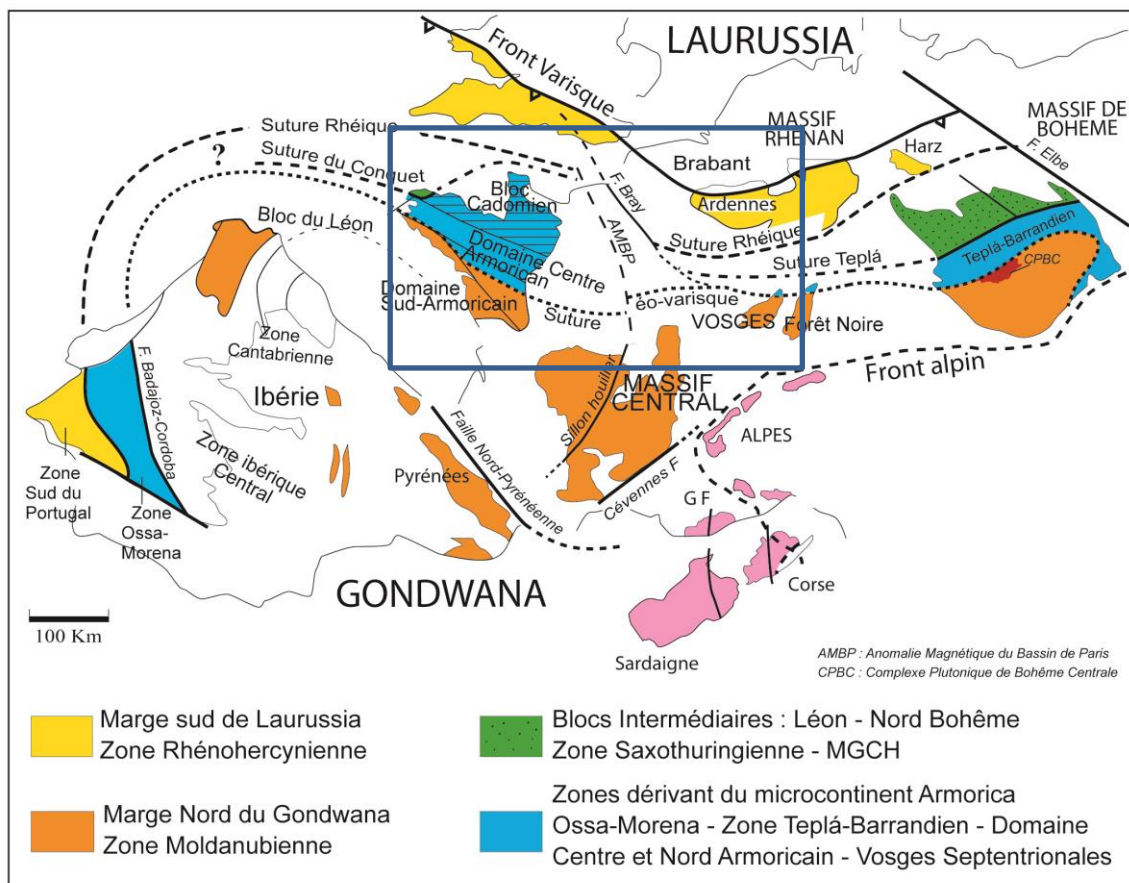 LAURUSSIA
Front Varisque
MASSIF DE
BOHEME
MASSIF
RHENAN
Harz
F. Elbe
Suture Rhéique
?
Suture du Conquet
Brabant
Bloc
Cadomien
F. Bray
Ardennes
Bloc du Léon
AMBP
Suture Rhéique
Teplá-Barrandien
Domaine Centre
Armorican
Suture Teplá
CPBC
Domaine
Sud-Armoricain
Suture
éo-varisque
VOSGES
Forêt Noire
Zone
Cantabrienne
Front alpin
F. Badajoz-Cordoba
Ibérie
Sillon houiller
MASSIF
CENTRAL
ALPES
Zone ibérique
Central
Faille Nord-Pyrénéenne
Pyrénées
Cévennes F
Zone
Sud du
Portugal
Zone
Ossa-
Morena
G F
Corse
GONDWANA
100 Km
Sardaigne
AMBP : Anomalie Magnétique du Bassin de Paris
CPBC : Complexe Plutonique de Bohême Centrale
Marge sud de Laurussia
Zone Rhénohercynienne
Blocs Intermédiaires : Léon - Nord Bohême
Zone Saxothuringienne - MGCH
Marge Nord du Gondwana
Zone Moldanubienne
Zones dérivant du microcontinent Armorica
Ossa-Morena - Zone Teplá-Barrandien - Domaine
Centre et Nord Armoricain - Vosges Septentrionales